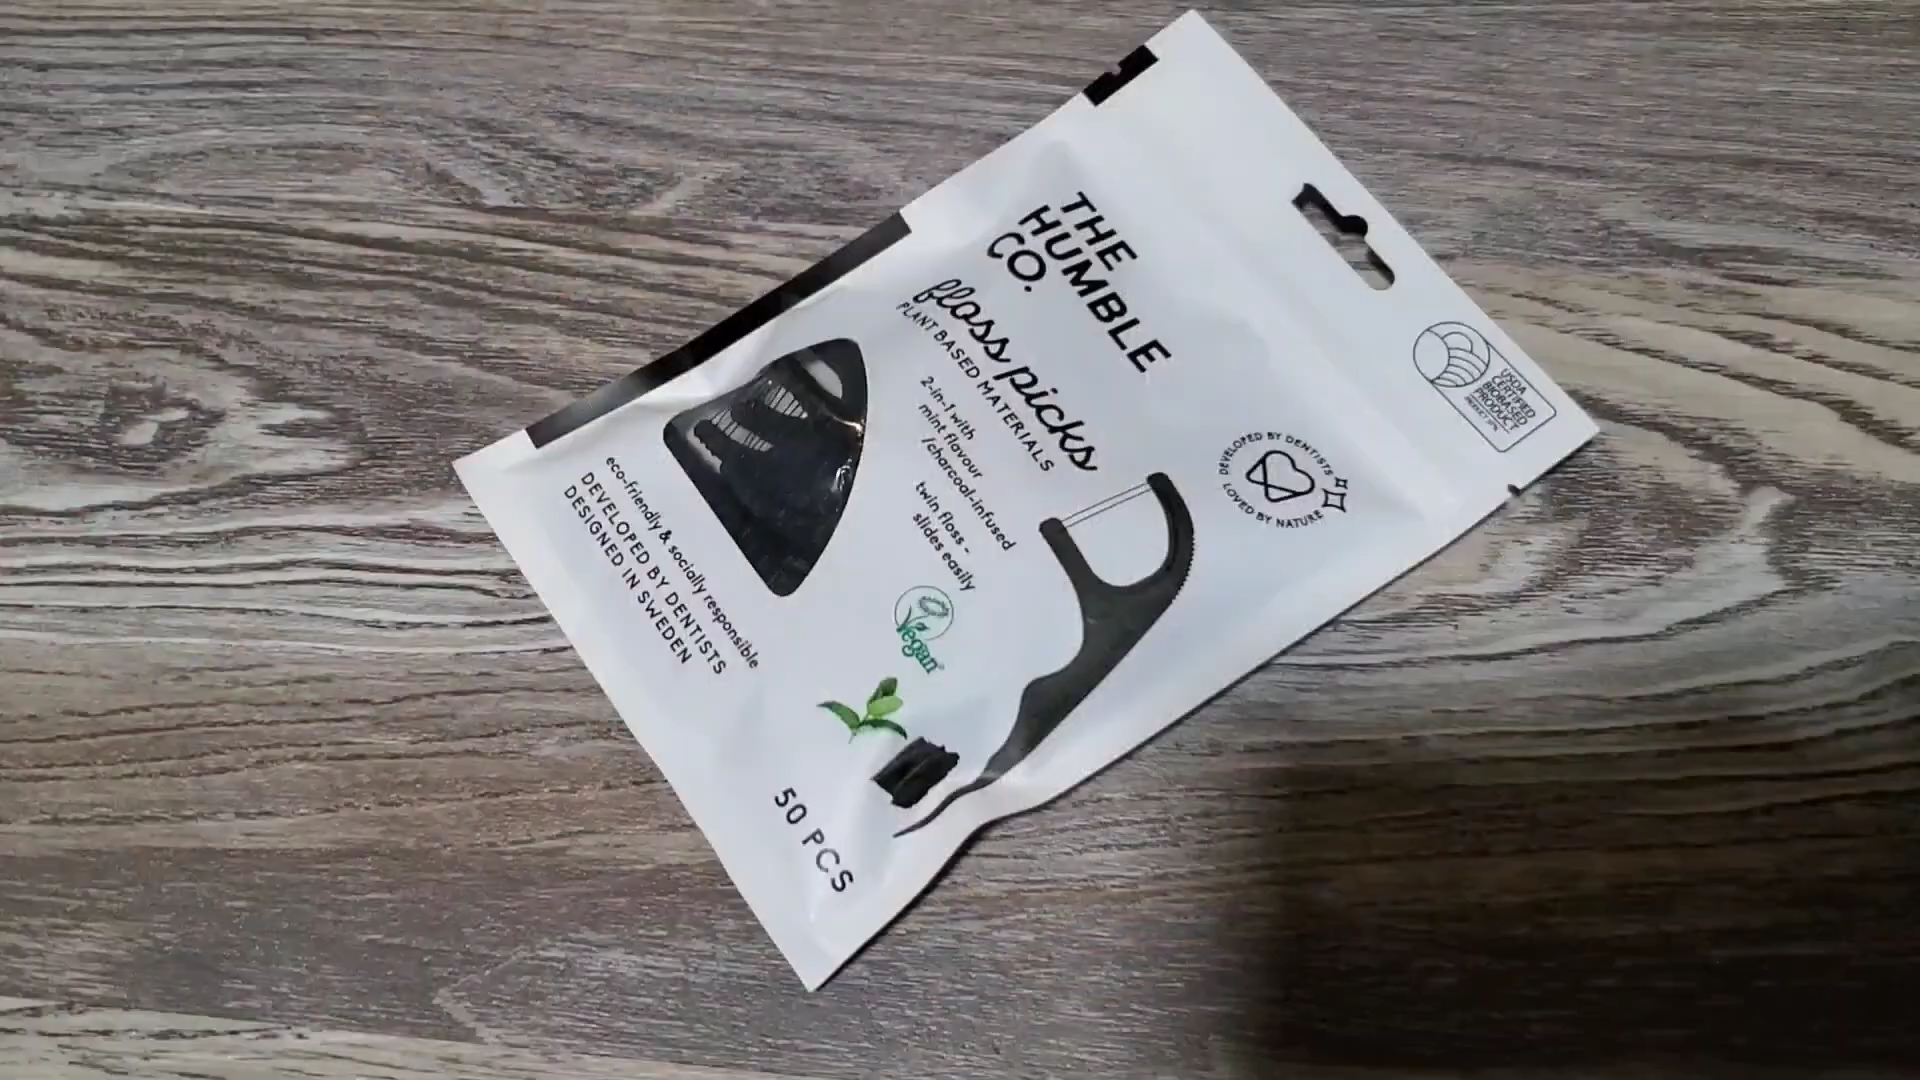 THE
HUMBLE
CO.
floss picks
PLANT BASED MATERIALS
2-in-1 with
mint flavour
/charcoal-infused
twin floss -
slides easily
Vegan
eco-friendly & socially responsible
DEVELOPED BY DENTISTS
DESIGNED IN SWEDEN
50 PCS
DEVELOPED BY DENTISTS
LOVED BY NATURE
USDA
CERTIFIED
BIOBASED
PRODUCT